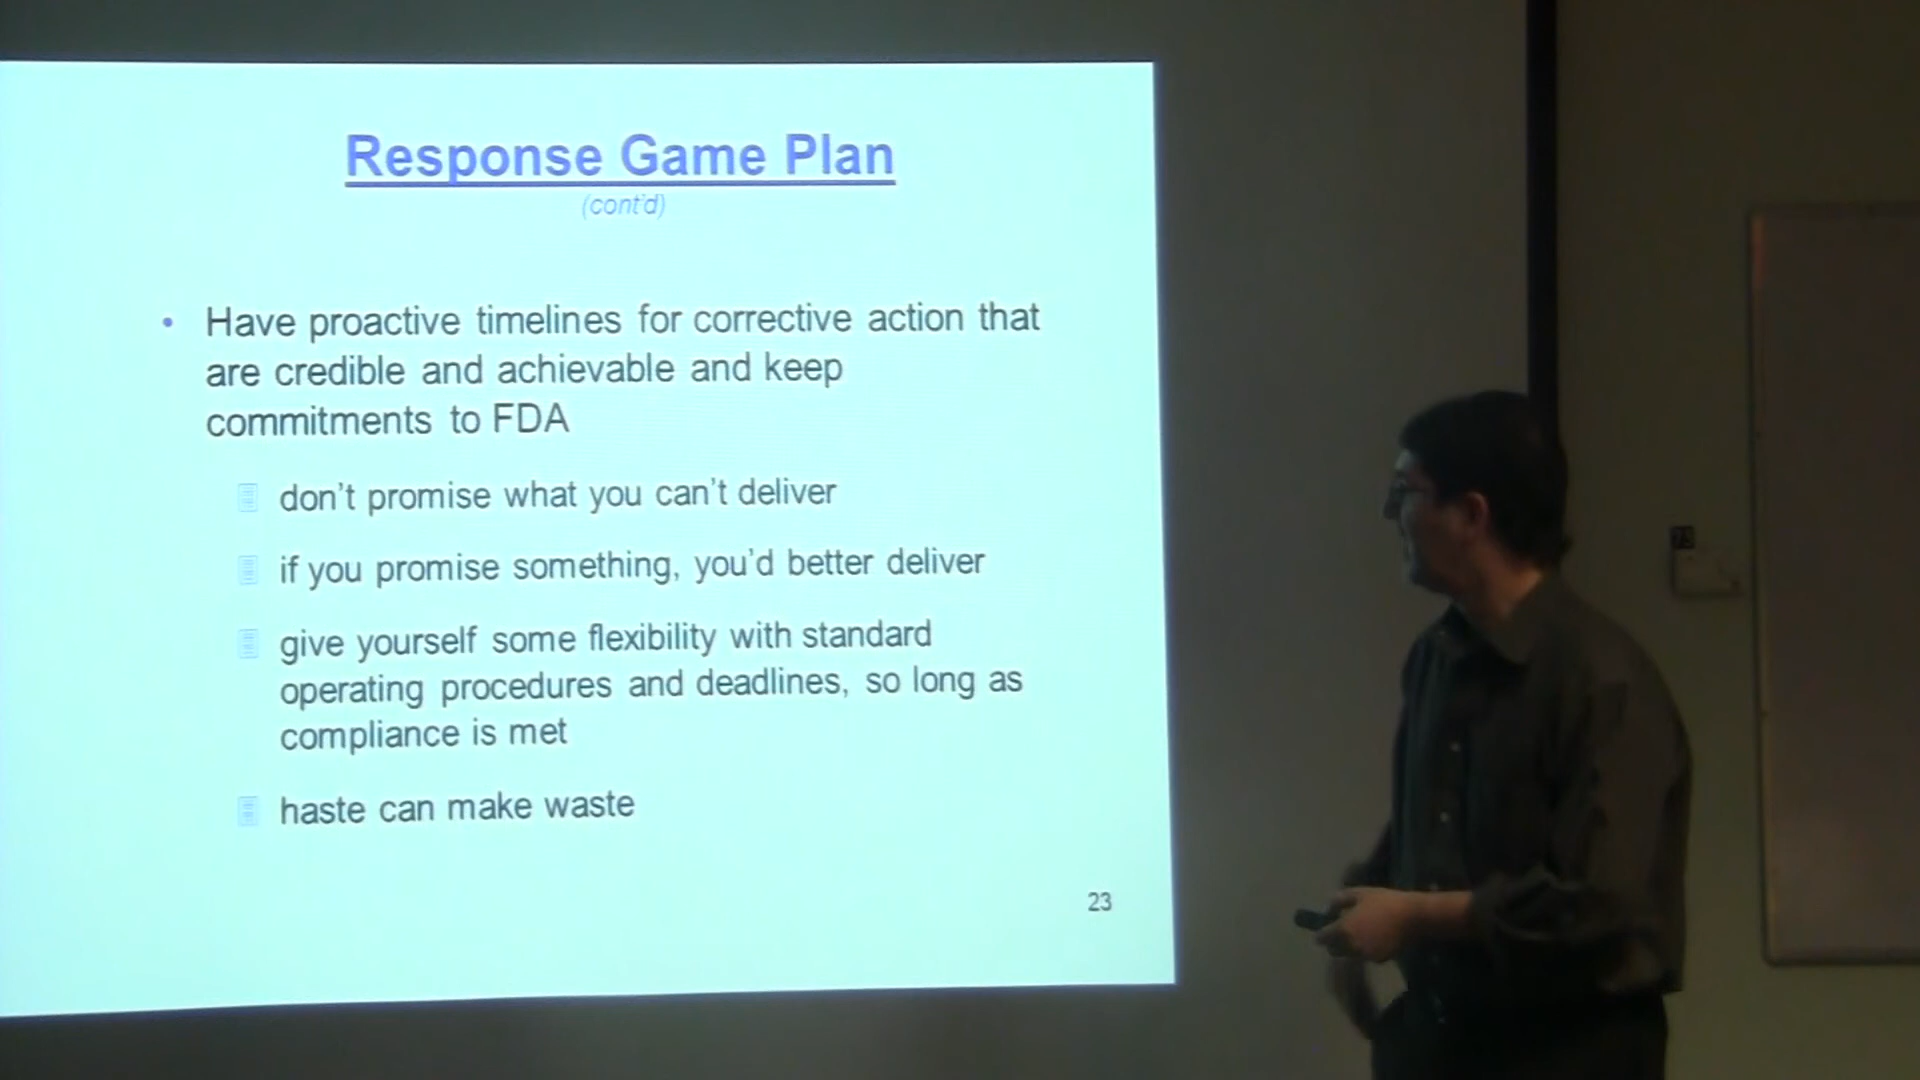 Response Game Plan
(cont'd)
• Have proactive timelines for corrective action that
are credible and achievable and keep
commitments to FDA
don't promise what you can't deliver
if you promise something, you'd better deliver
give yourself some flexibility with standard
operating procedures and deadlines, so long as
compliance is met
haste can make waste
23